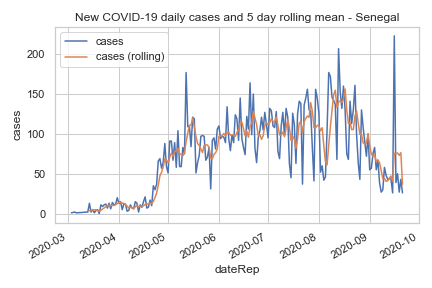 New COVID-19 daily cases and 5 day rolling mean - Senegal
cases
cases (rolling)
200
150
100
50
0
cases
2020-03
2020-04
2020-05
2020-06
2020-07
2020-08
2020-09
2020-10
dateRep